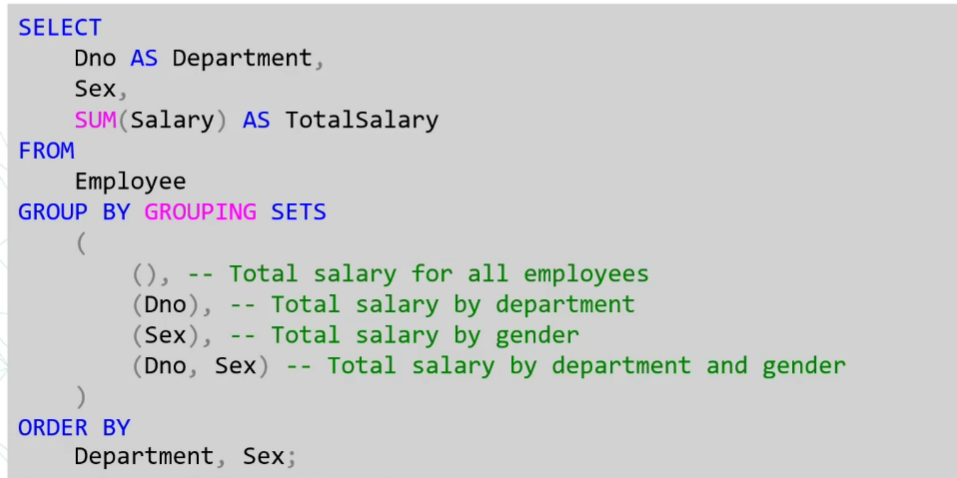 SELECT
    Dno AS Department,
    Sex,
    SUM(Salary) AS TotalSalary
FROM
    Employee
GROUP BY GROUPING SETS
    (
        (), -- Total salary for all employees
        (Dno), -- Total salary by department
        (Sex), -- Total salary by gender
        (Dno, Sex) -- Total salary by department and gender
    )
ORDER BY
    Department, Sex;